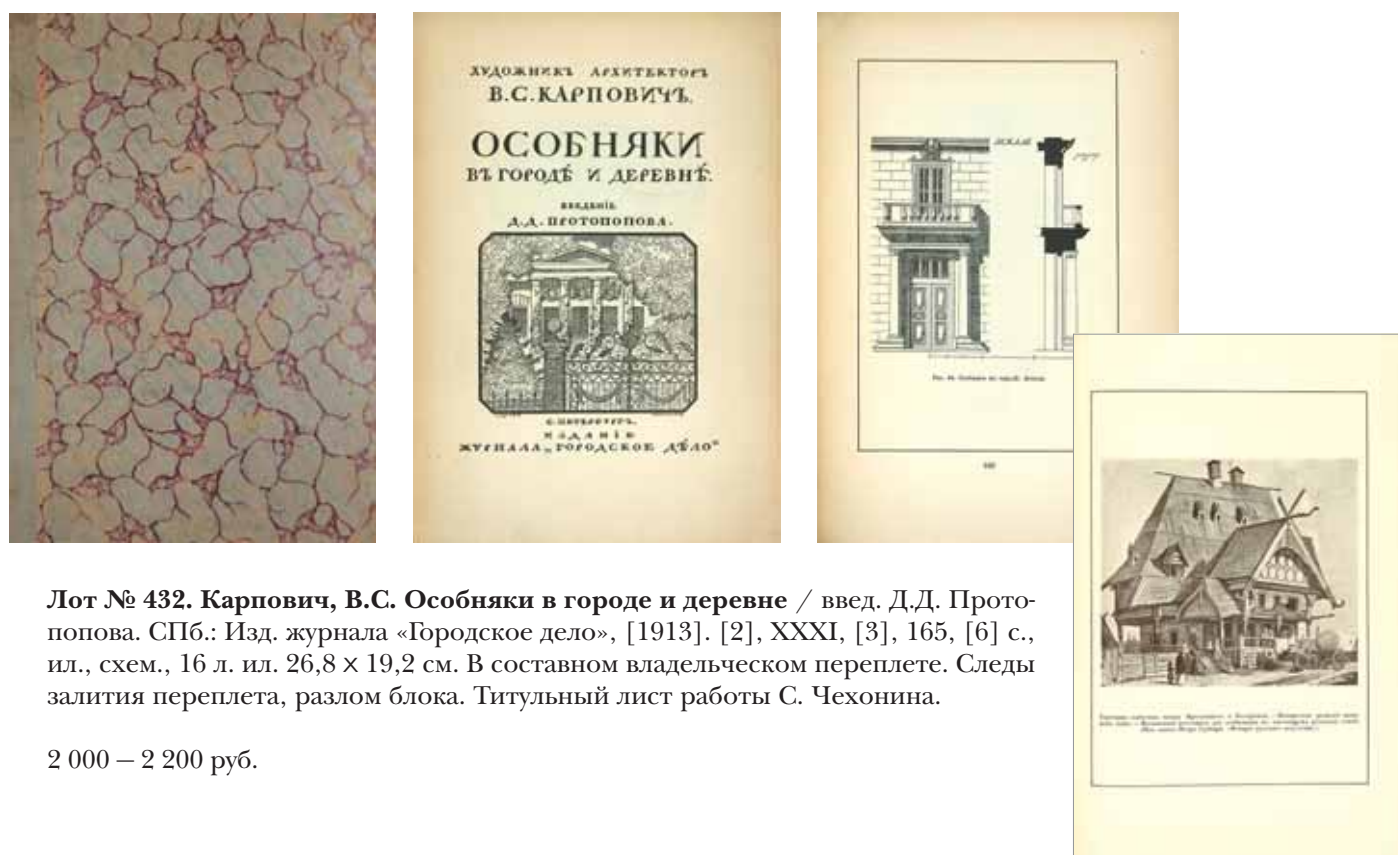 ХУДОЖНИКЪ АРХИТЕКТОРЪ
В.С.КАРПОВИЧЪ.
ОСОБНЯКИ
ВЪ ГОРОДѢ И ДЕРЕВНѢ.
ВВЕДЕНІЕ
Д.Д.ПРОТОПОПОВА.
С.ПЕТЕРБУРГЪ.
ИЗДАНІЕ
ЖУРНАЛА „ГОРОДСКОЕ ДѢЛО"
Лот № 432. Карпович, В.С. Особняки в городе и деревне / введ. Д.Д. Прото-
попова. СПб.: Изд. журнала «Городское дело», [1913]. [2], XXXI, [3], 165, [6] с.,
ил., схем., 16 л. ил. 26,8 × 19,2 см. В составном владельческом переплете. Следы
залития переплета, разлом блока. Титульный лист работы С. Чехонина.
2 000 – 2 200 руб.